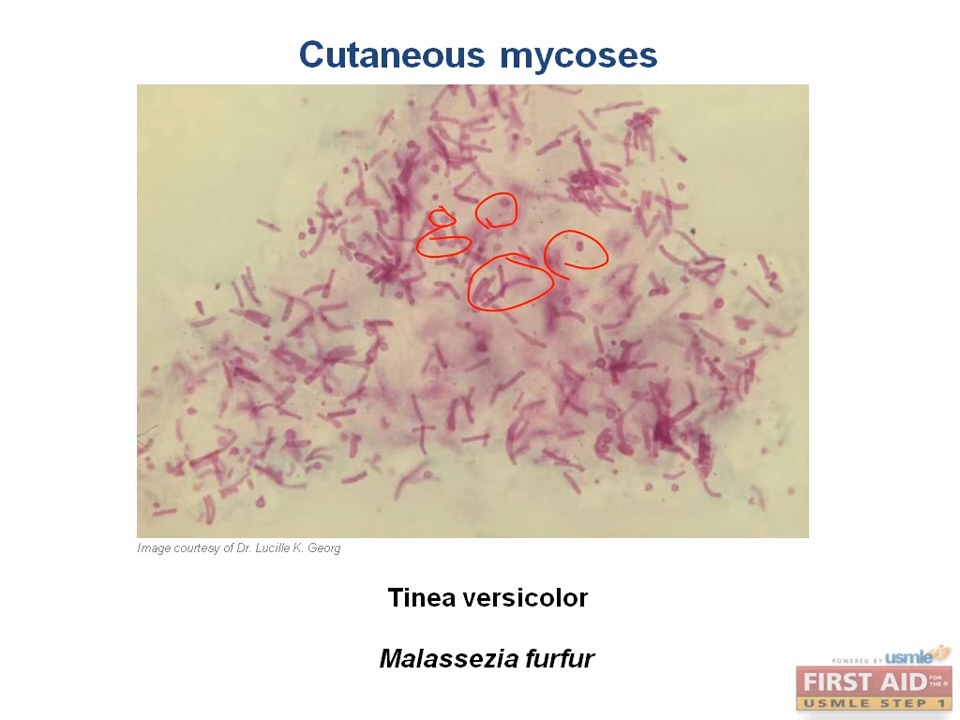 Cutaneous mycoses
Image courtesy of Dr. Lucille K. Georg
Tinea versicolor
Malassezia furfur
POWERED BY usmle
FIRST AID FOR THE ®
USMLE STEP 1